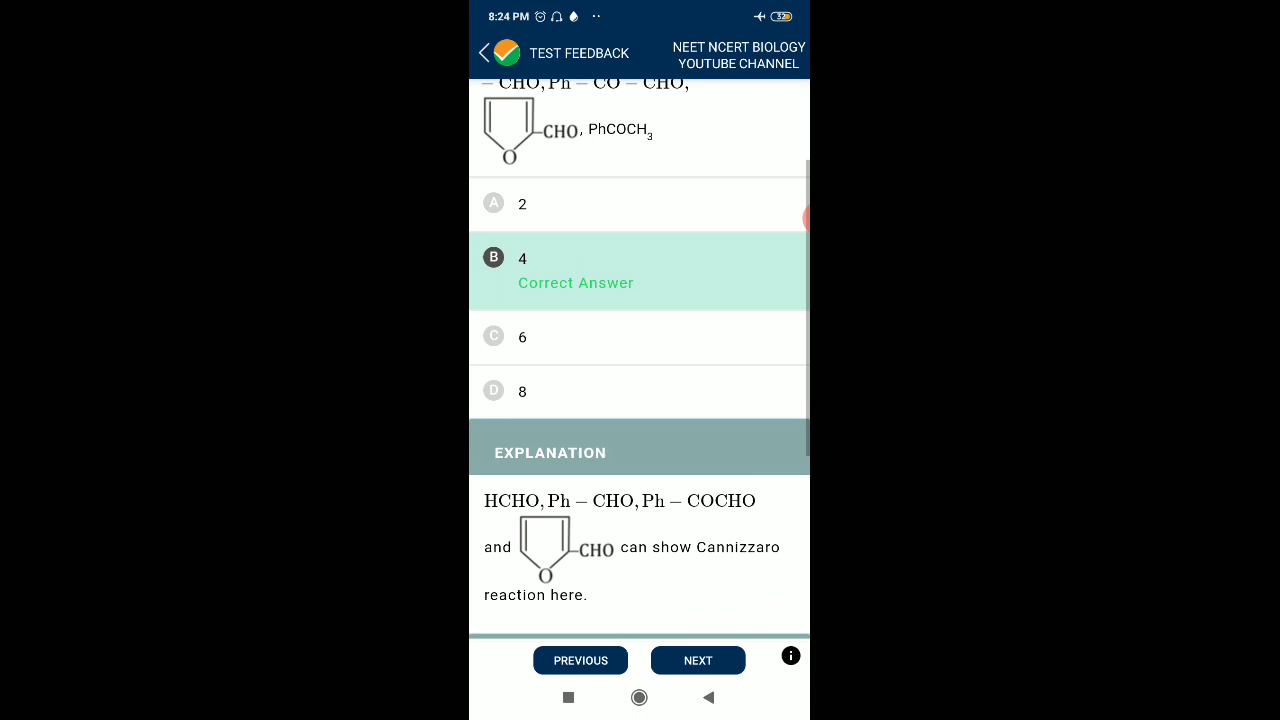 8:24 PM
32
TEST FEEDBACK
NEET NCERT BIOLOGY
YOUTUBE CHANNEL
– CHO, Ph – CO – CHO,
O –CHO, PhCOCH₃
A 2
B 4
Correct Answer
C 6
D 8
EXPLANATION
HCHO, Ph – CHO, Ph – COCHO
and O –CHO can show Cannizzaro
reaction here.
PREVIOUS
NEXT
i